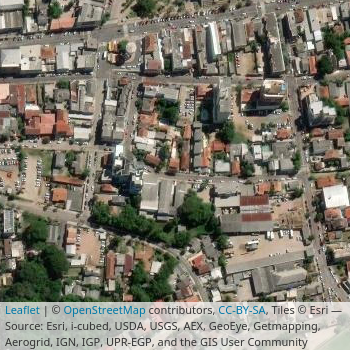 Leaflet | © OpenStreetMap contributors, CC-BY-SA, Tiles © Esri —
Source: Esri, i-cubed, USDA, USGS, AEX, GeoEye, Getmapping,
Aerogrid, IGN, IGP, UPR-EGP, and the GIS User Community